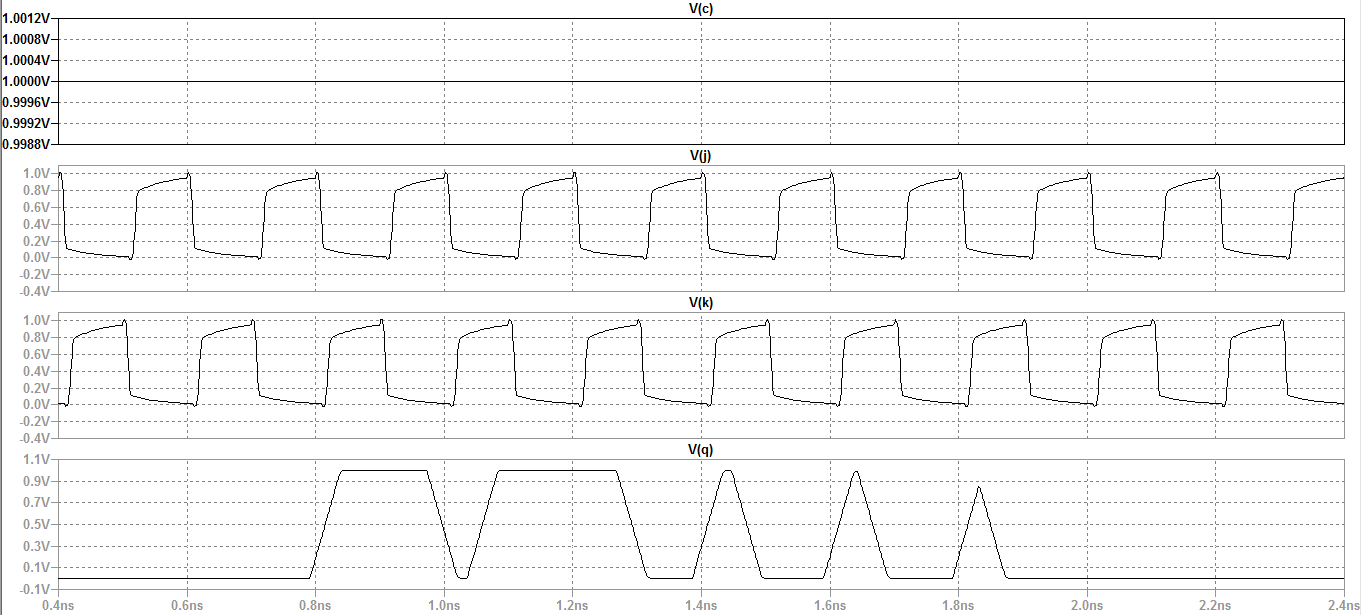 V(c)
1.0012V
1.0008V
1.0004V
1.0000V
0.9996V
0.9992V
0.9988V
V(j)
1.0V
0.8V
0.6V
0.4V
0.2V
0.0V
-0.2V
-0.4V
V(k)
1.0V
0.8V
0.6V
0.4V
0.2V
0.0V
-0.2V
-0.4V
V(q)
1.1V
0.9V
0.7V
0.5V
0.3V
0.1V
-0.1V
0.4ns 0.6ns 0.8ns 1.0ns 1.2ns 1.4ns 1.6ns 1.8ns 2.0ns 2.2ns 2.4ns